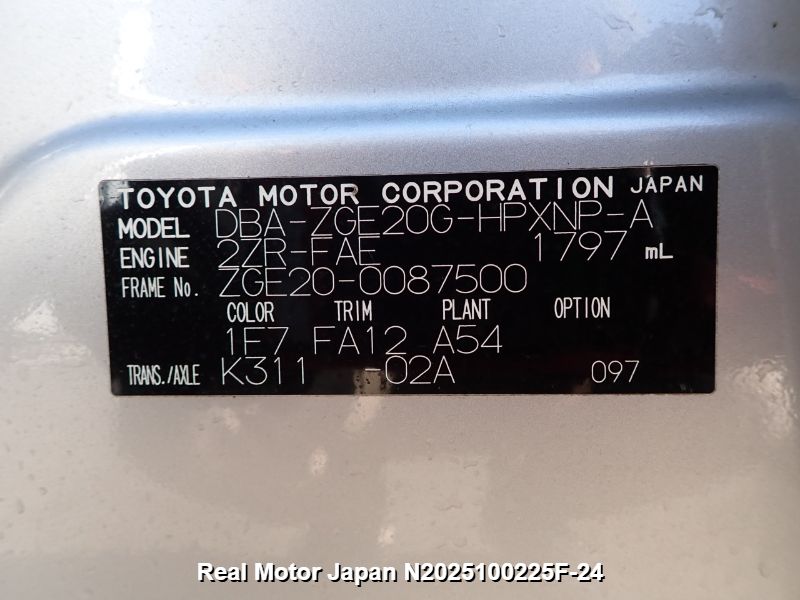 TOYOTA MOTOR CORPORATION JAPAN
MODEL DBA-ZGE20G-HPXNP-A
ENGINE 2ZR-FAE 1797 mL
FRAME No. ZGE20-0087500
COLOR TRIM PLANT OPTION
1F7 FA12 A54
TRANS./AXLE K311 -02A 097
Real Motor Japan N2025100225F-24